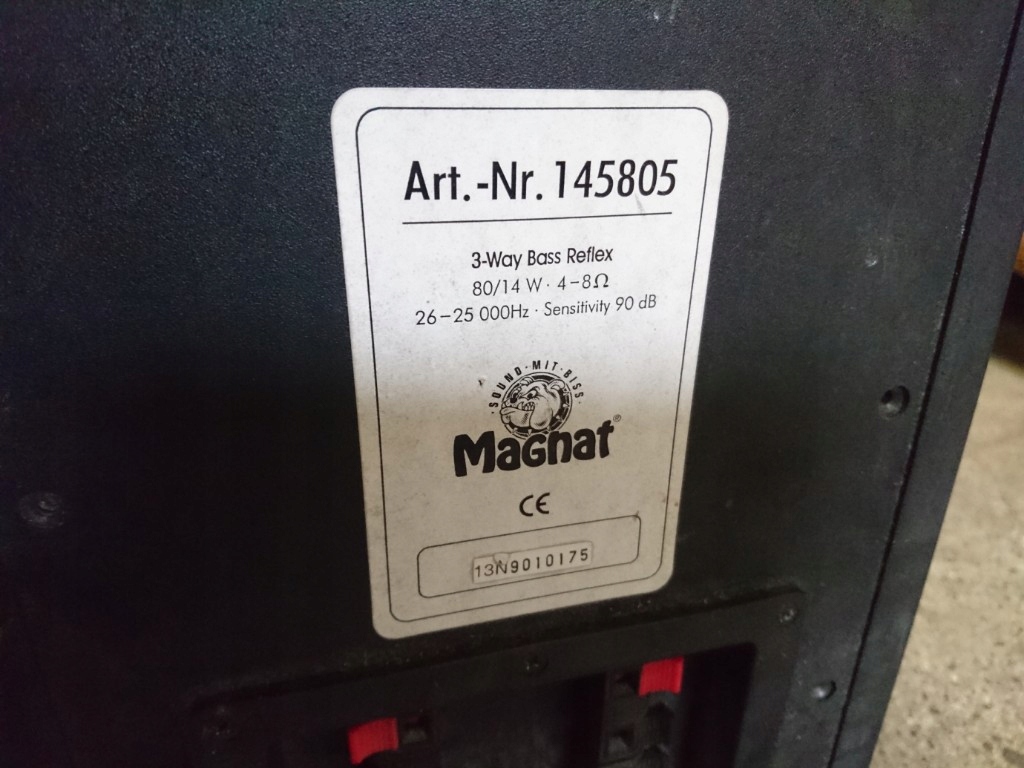 Art.-Nr. 145805
3-Way Bass Reflex
80/14 W · 4–8Ω
26–25 000Hz · Sensitivity 90 dB
·SOUND·MIT·BISS·
Magnat®
CE
13N9010175